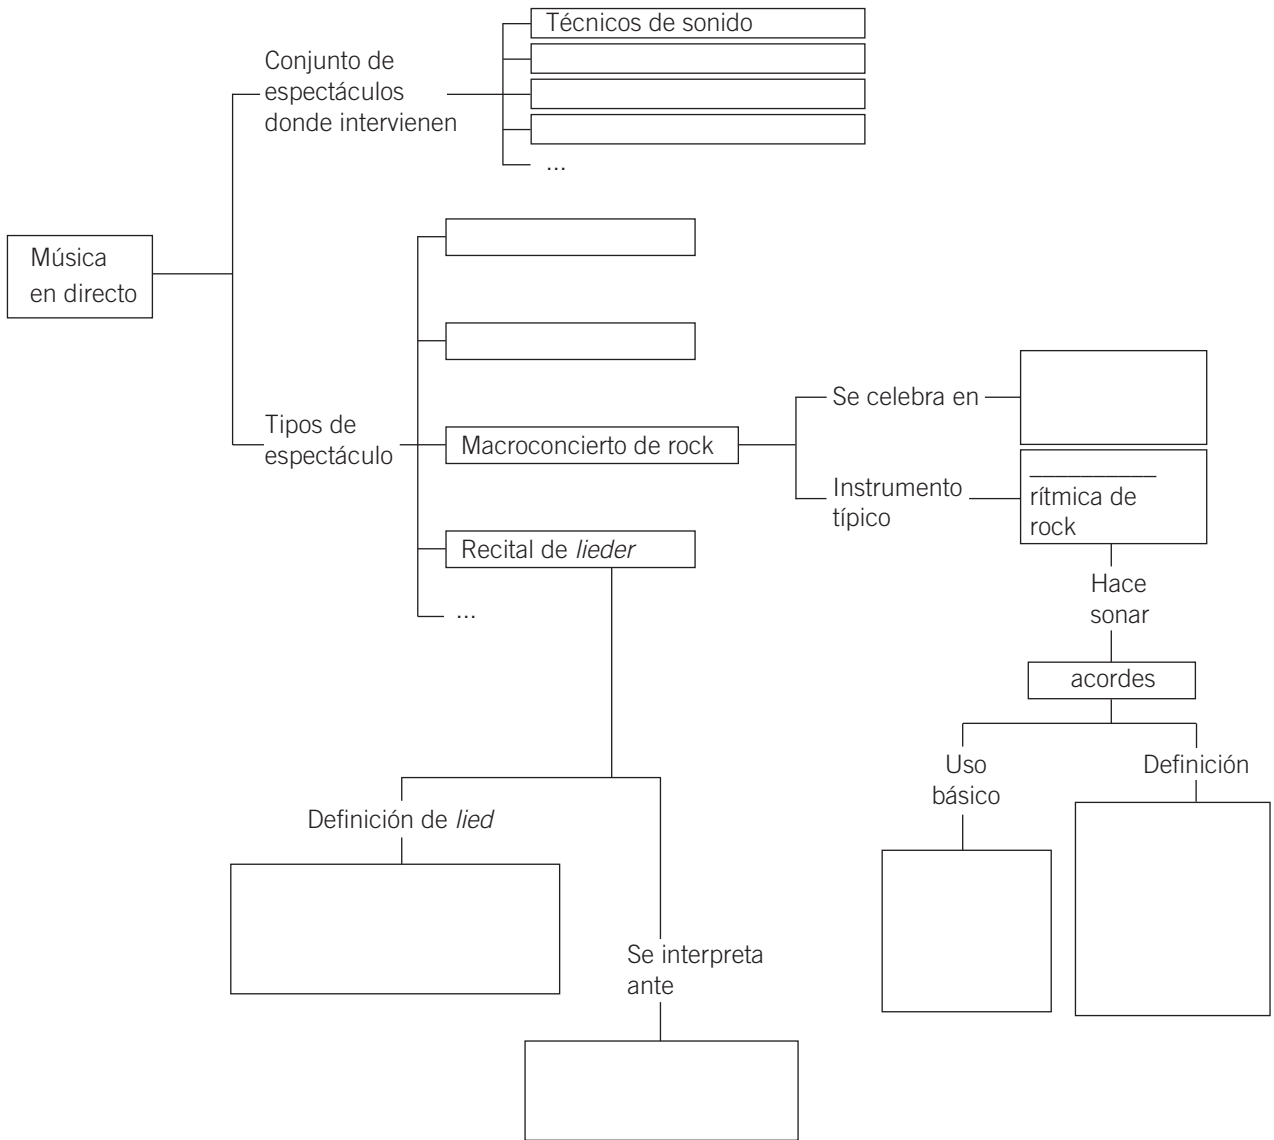 Técnicos de sonido
Conjunto de
espectáculos
donde intervienen
...
Música
en directo
Tipos de
espectáculo
Macroconcierto de rock
Se celebra en
Instrumento
típico
rítmica de
rock
Recital de lieder
...
Hace
sonar
acordes
Uso
básico
Definición
Definición de lied
Se interpreta
ante